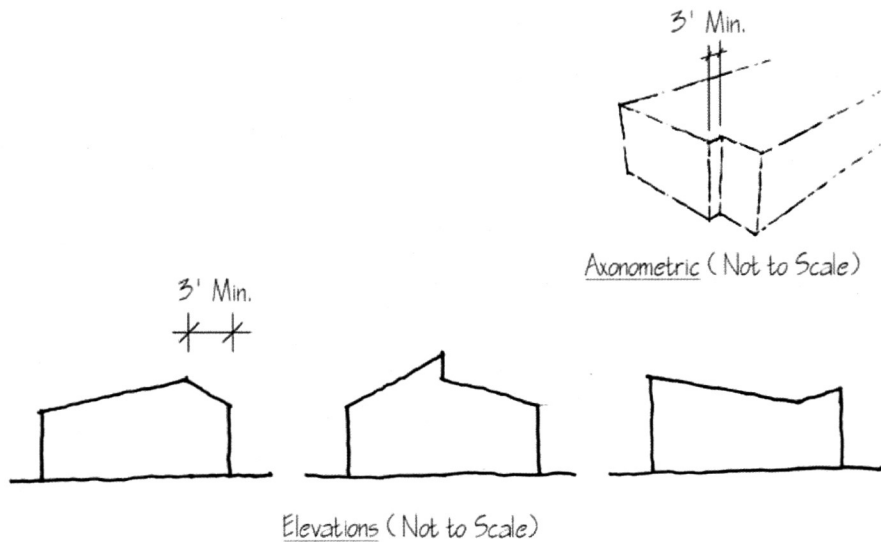 3' Min.
Axonometric (Not to Scale)
3' Min.
Elevations (Not to Scale)